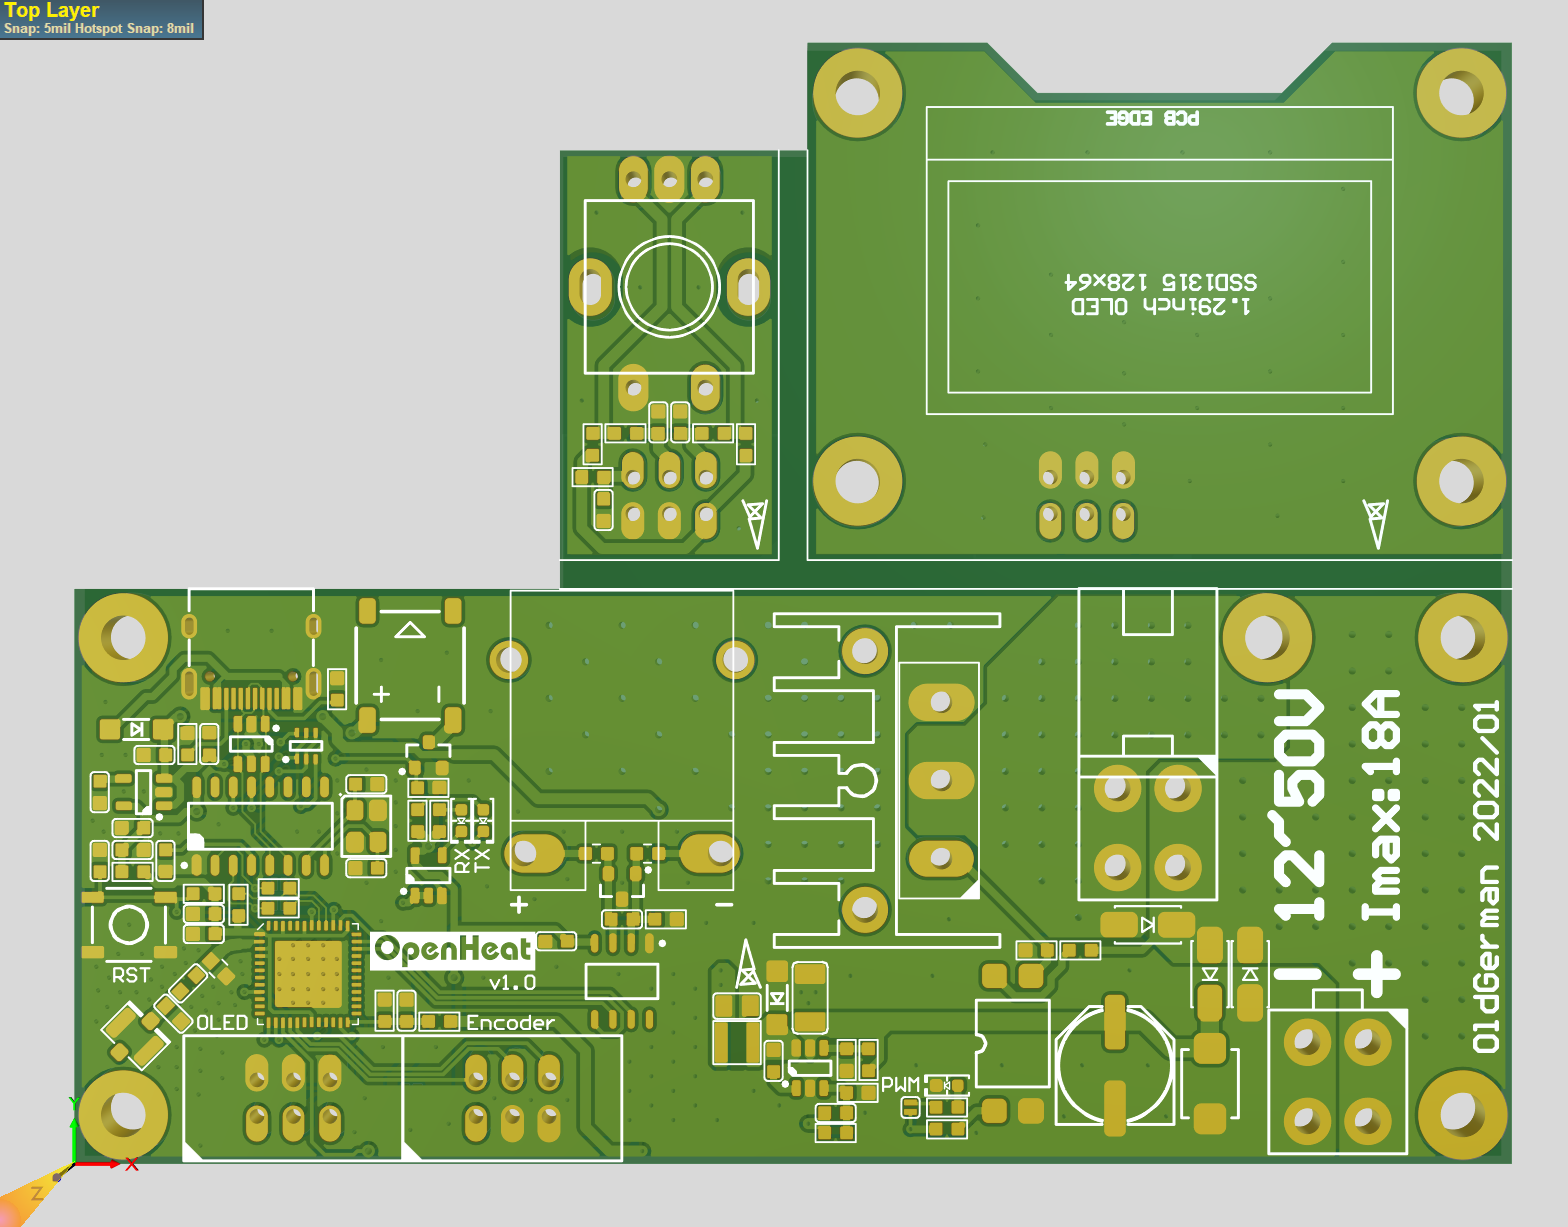 Top Layer
Snap: 5mil Hotspot Snap: 8mil
PCB EDGE
1.29inch OLED
SSD1315 128x64
+
RX
TX
+ −
RST
OpenHeat
v1.0
OLED
Encoder
PWM
12~50V
Imax:18A
− +
OldGerman 2022/01
Y
X
Z